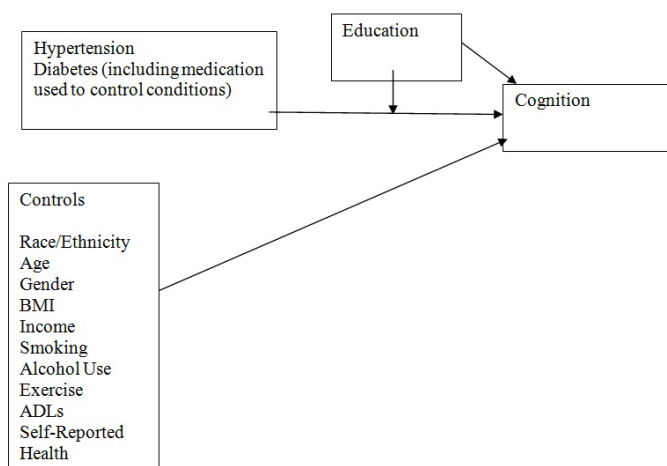 Hypertension
Diabetes (including medication
used to control conditions)
Education
Cognition
Controls
Race/Ethnicity
Age
Gender
BMI
Income
Smoking
Alcohol Use
Exercise
ADLs
Self-Reported
Health